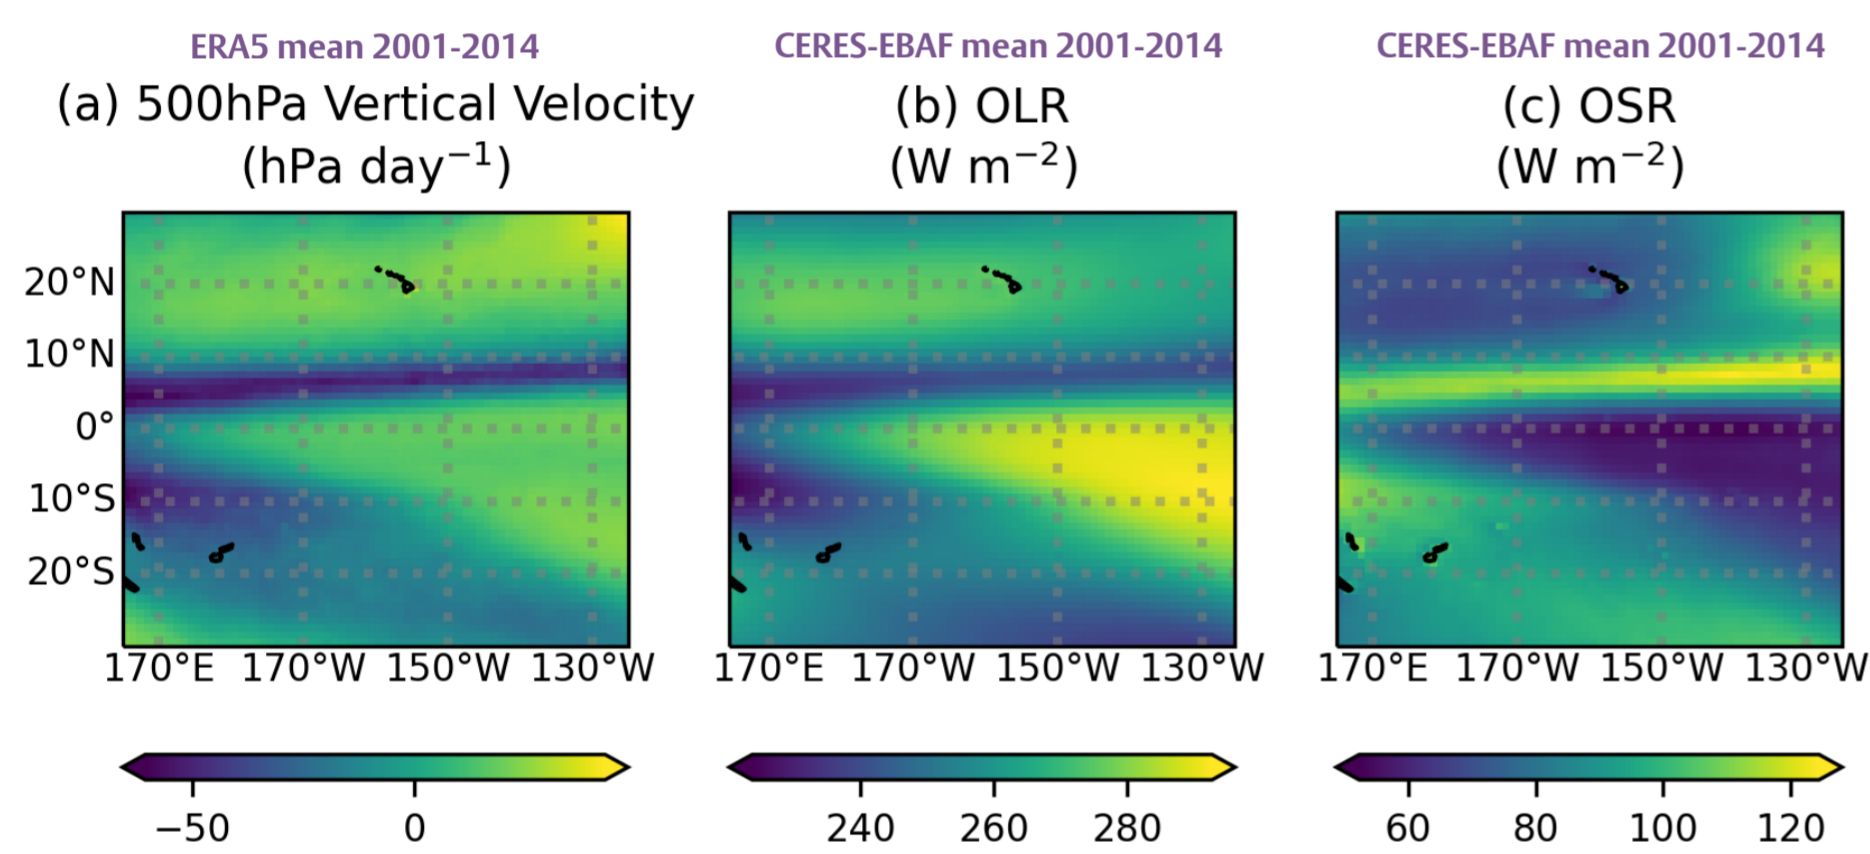 ERA5 mean 2001-2014
CERES-EBAF mean 2001-2014
CERES-EBAF mean 2001-2014
(a) 500hPa Vertical Velocity
(hPa day⁻¹)
(b) OLR
(W m⁻²)
(c) OSR
(W m⁻²)
20°N
10°N
0°
10°S
20°S
170°E 170°W 150°W 130°W
170°E 170°W 150°W 130°W
170°E 170°W 150°W 130°W
−50 0
240 260 280
60 80 100 120